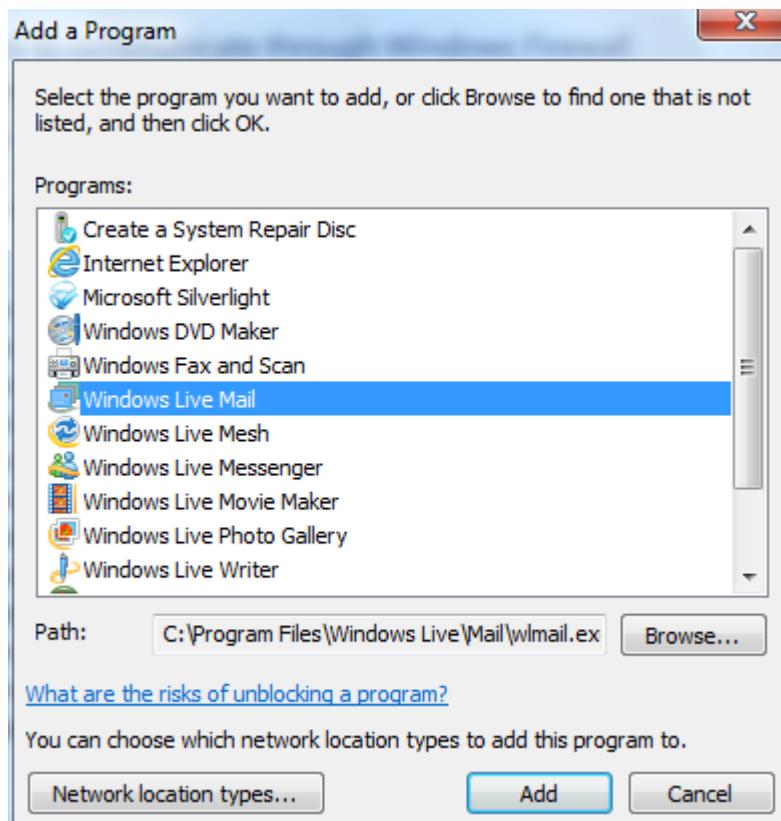 Add a Program
Select the program you want to add, or click Browse to find one that is not
listed, and then click OK.
Programs:
Create a System Repair Disc
Internet Explorer
Microsoft Silverlight
Windows DVD Maker
Windows Fax and Scan
Windows Live Mail
Windows Live Mesh
Windows Live Messenger
Windows Live Movie Maker
Windows Live Photo Gallery
Windows Live Writer
Path: C:\Program Files\Windows Live\Mail\wlmail.ex Browse...
What are the risks of unblocking a program?
You can choose which network location types to add this program to.
Network location types... Add Cancel